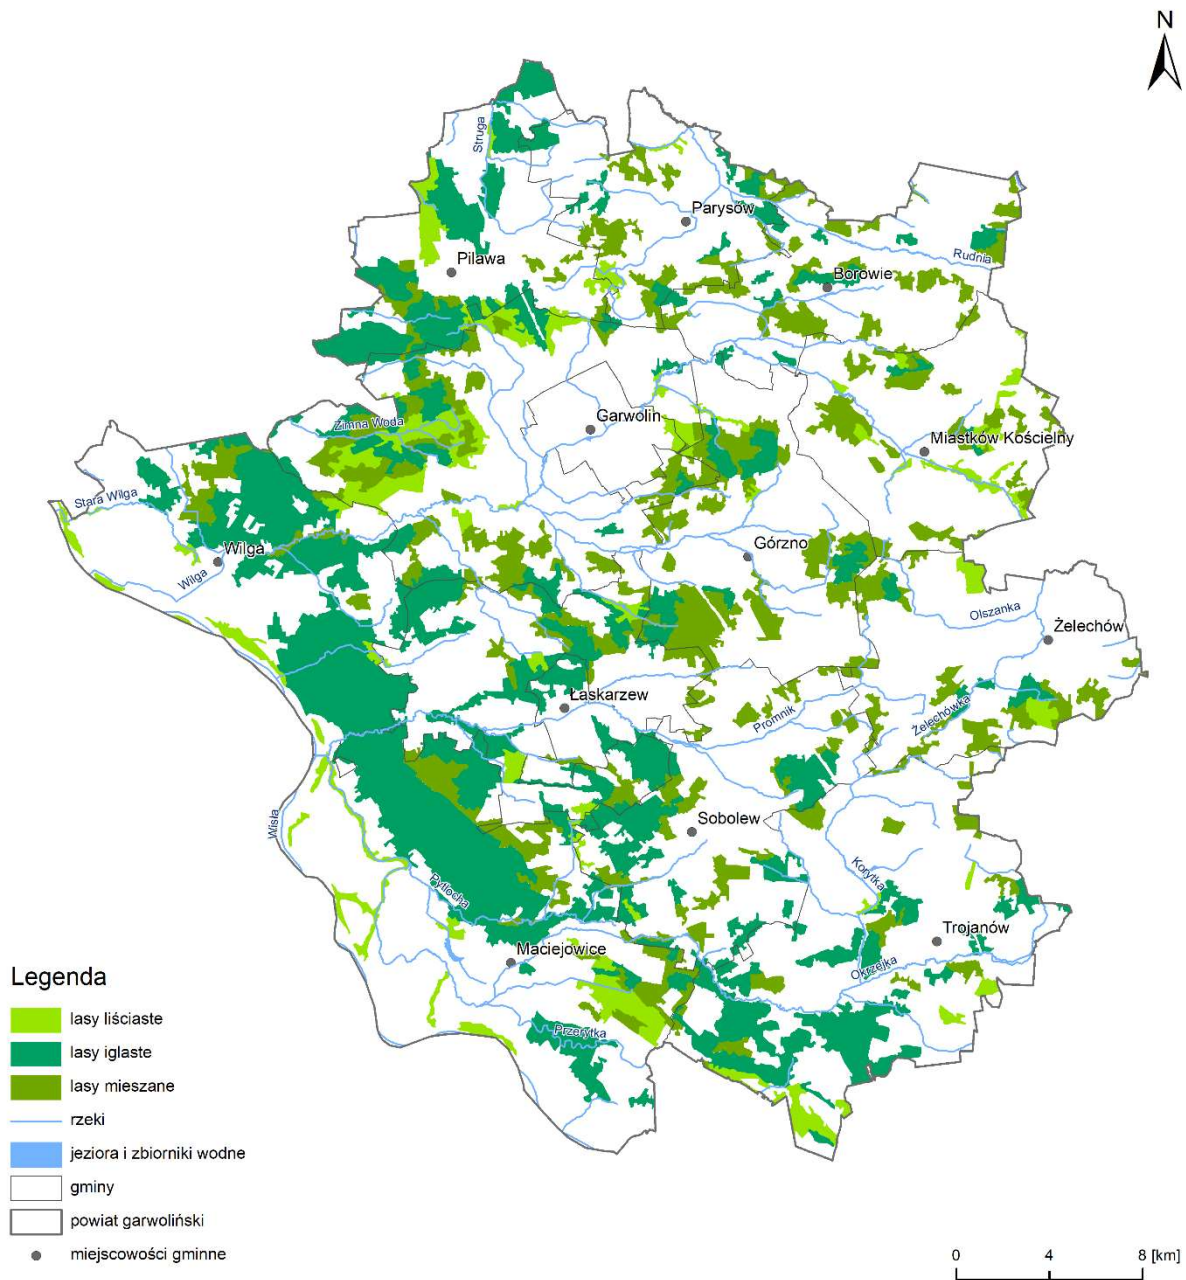 N
Struga
Parysów
Pilawa
Rudnia
Borowie
Garwolin
Zimna Woda
Miastków Kościelny
Stara Wilga
Wilga
Wilga
Górzno
Olszanka
Żelechów
Łaskarzew
Promnik
Żelechówka
Wisła
Sobolew
Korytka
Pytlocha
Trojanów
Maciejowice
Okrzejka
Przerytka
Legenda
lasy liściaste
lasy iglaste
lasy mieszane
rzeki
jeziora i zbiorniki wodne
gminy
powiat garwoliński
miejscowości gminne
0 4 8 [km]